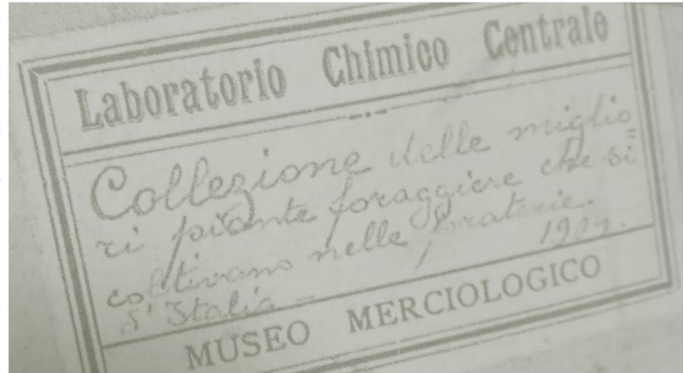 Laboratorio Chimico Centrale
Collezione delle miglio=
ri piante foraggiere che si
coltivano nelle praterie
d'Italia – 1909.
MUSEO MERCIOLOGICO